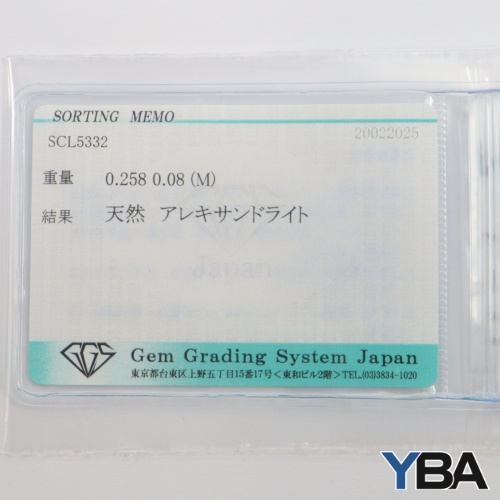 SORTING MEMO
SCL5332 20022025
重量 0.258 0.08 (M)
結果 天然 アレキサンドライト
Japan
GGS Gem Grading System Japan
東京都台東区上野五丁目15番17号<東和ビル2階>TEL.(03)3834-1020
YBA